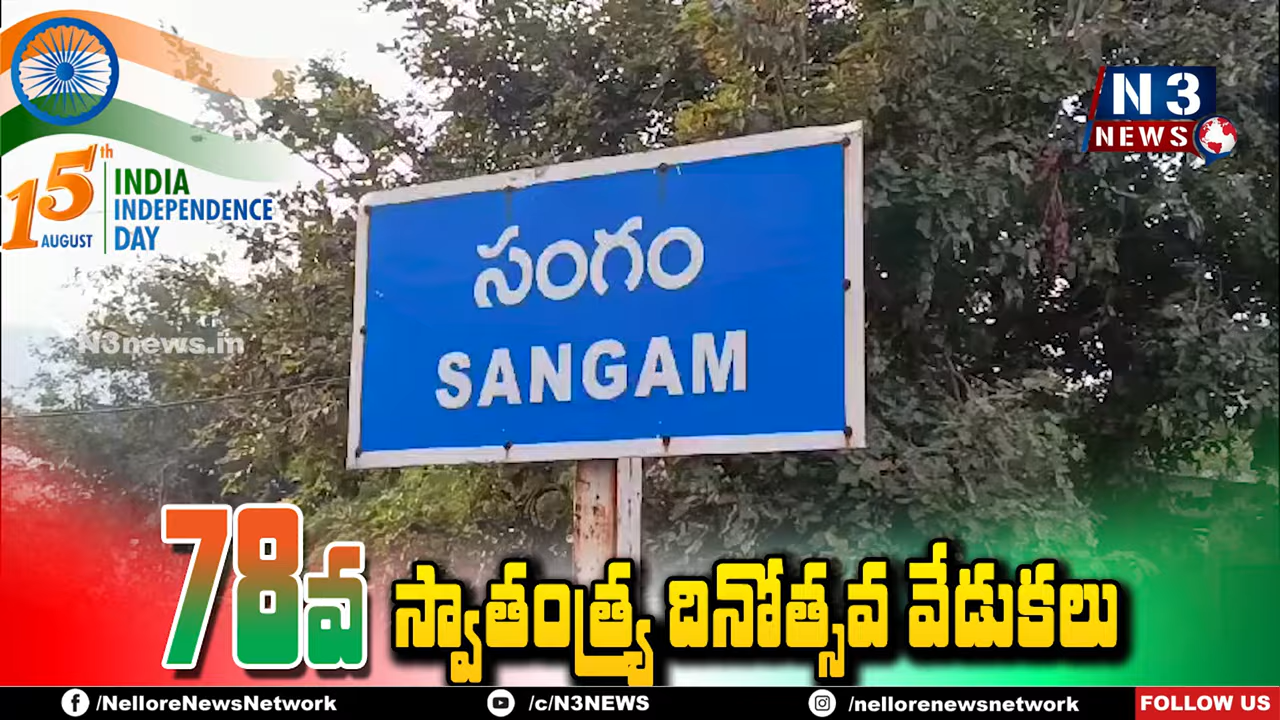 15th
AUGUST
INDIA
INDEPENDENCE
DAY
N3
NEWS
సంగం
SANGAM
N3news.in
78వ స్వాతంత్ర్య దినోత్సవ వేడుకలు
/NelloreNewsNetwork
/c/N3NEWS
/nellorenewsnetwork
FOLLOW US